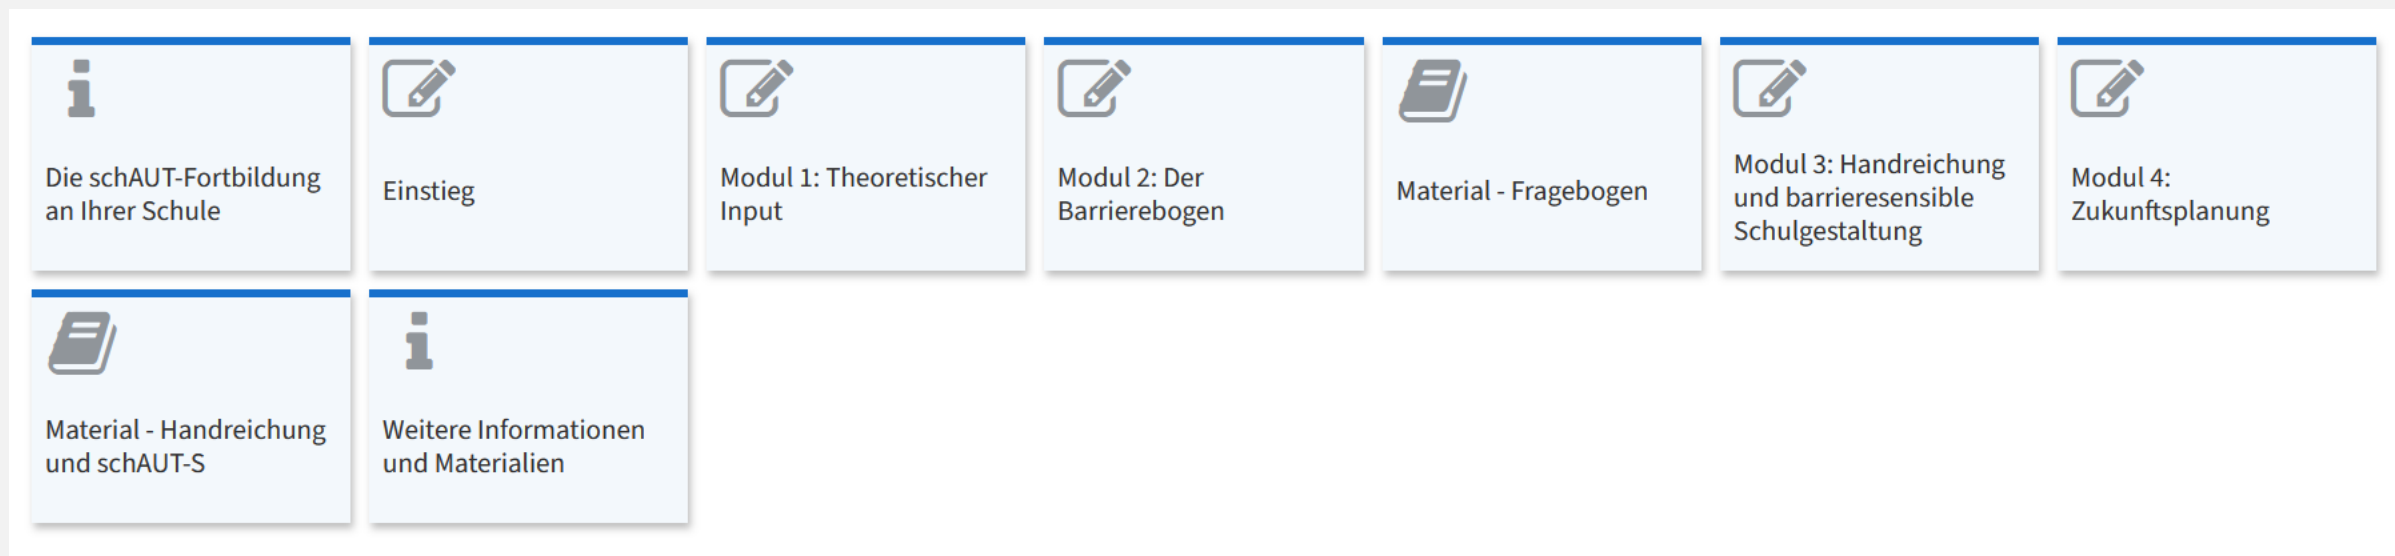 Die schAUT-Fortbildung
an Ihrer Schule
Einstieg
Modul 1: Theoretischer
Input
Modul 2: Der
Barrierebogen
Material - Fragebogen
Modul 3: Handreichung
und barrieresensible
Schulgestaltung
Modul 4:
Zukunftsplanung
Material - Handreichung
und schAUT-S
Weitere Informationen
und Materialien